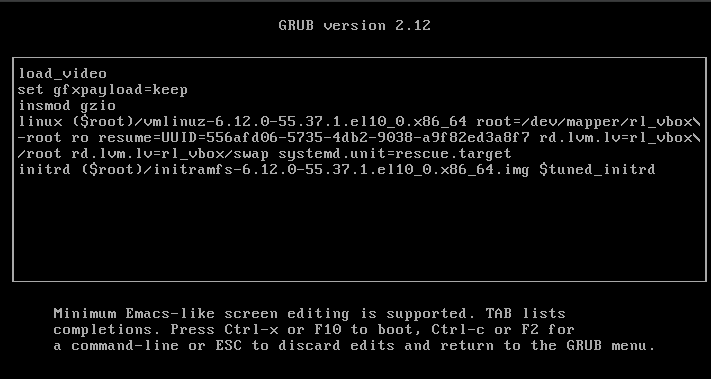 GRUB version 2.12
load_video
set gfxpayload=keep
insmod gzio
linux ($root)/vmlinuz-6.12.0-55.37.1.el10_0.x86_64 root=/dev/mapper/rl_vbox\
-root ro resume=UUID=556afd06-5735-4db2-9038-a9f82ed3a8f7 rd.lvm.lv=rl_vbox\
/root rd.lvm.lv=rl_vbox/swap systemd.unit=rescue.target
initrd ($root)/initramfs-6.12.0-55.37.1.el10_0.x86_64.img $tuned_initrd
Minimum Emacs-like screen editing is supported. TAB lists
completions. Press Ctrl-x or F10 to boot, Ctrl-c or F2 for
a command-line or ESC to discard edits and return to the GRUB menu.